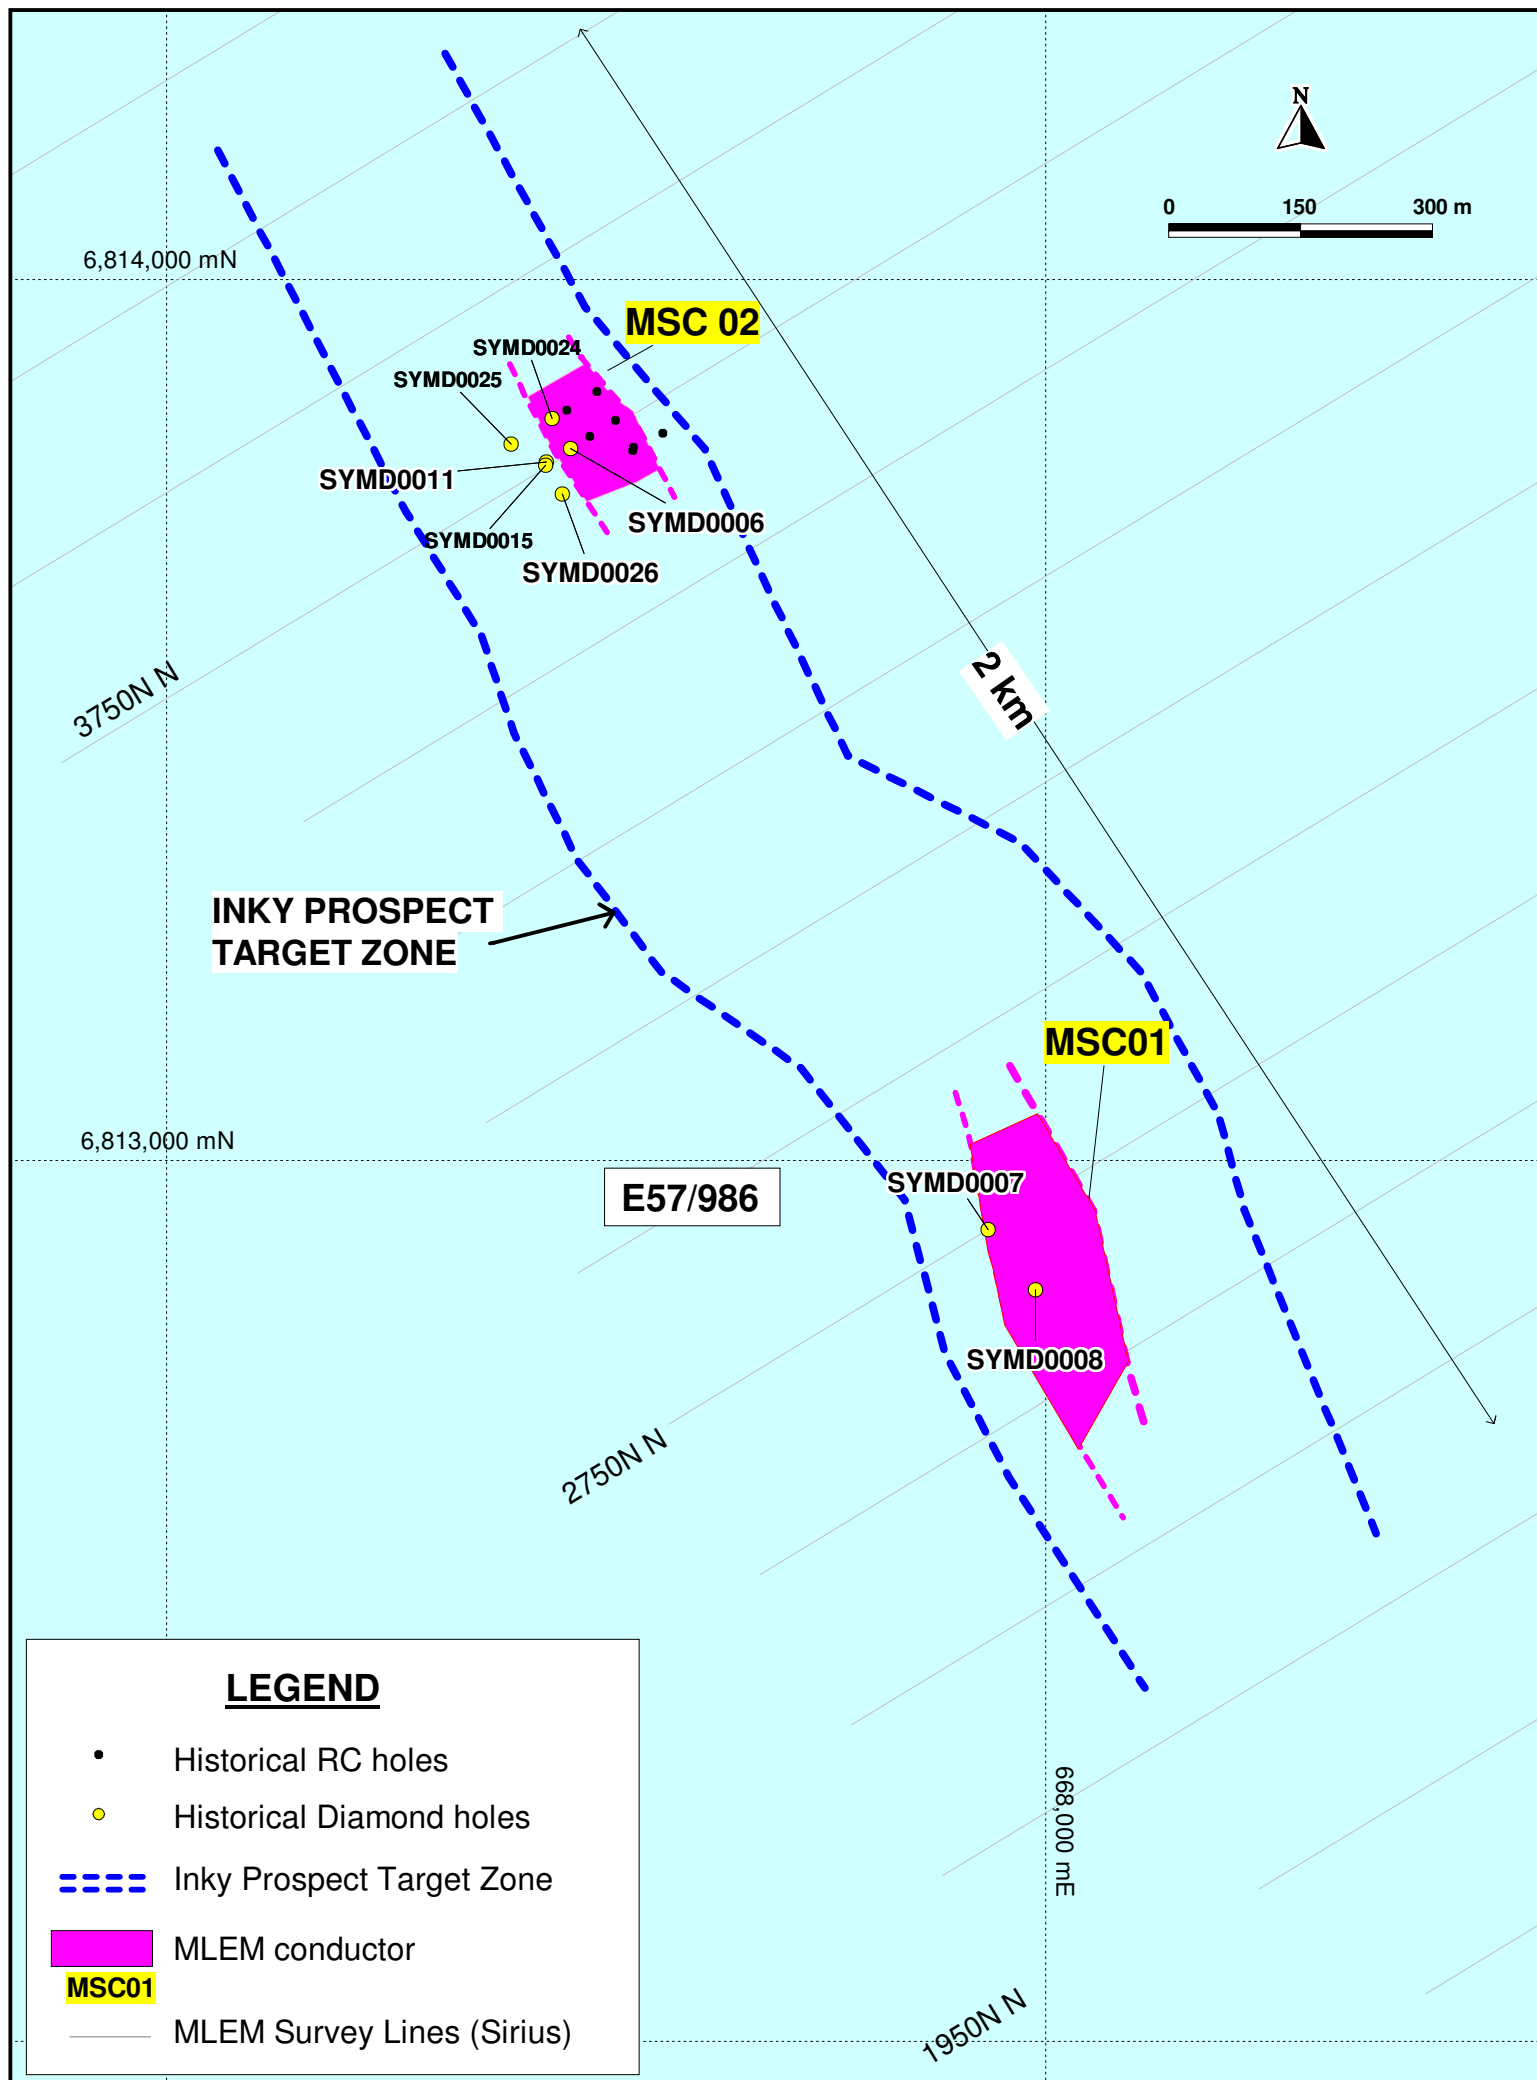 N
0 150 300 m
6,814,000 mN
MSC 02
SYMD0024
SYMD0025
SYMD0011
SYMD0006
SYMD0015
SYMD0026
3750N N
2 km
INKY PROSPECT
TARGET ZONE
MSC01
6,813,000 mN
SYMD0007
E57/986
SYMD0008
2750N N
668,000 mE
1950N N
LEGEND
Historical RC holes
Historical Diamond holes
Inky Prospect Target Zone
MLEM conductor
MSC01
MLEM Survey Lines (Sirius)